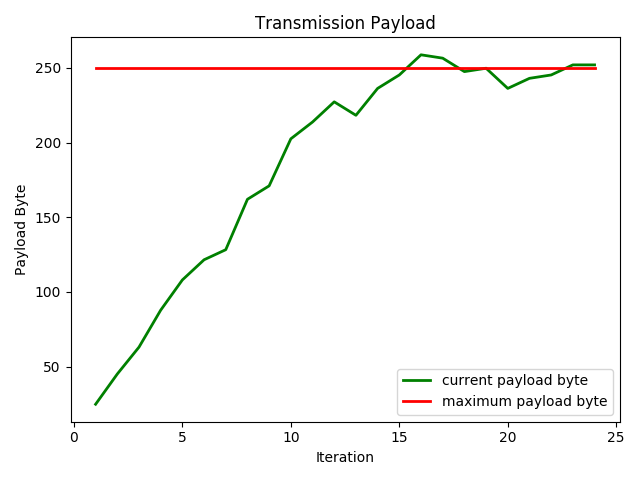 Transmission Payload
Payload Byte
250
200
150
100
50
0
5
10
15
20
25
Iteration
current payload byte
maximum payload byte